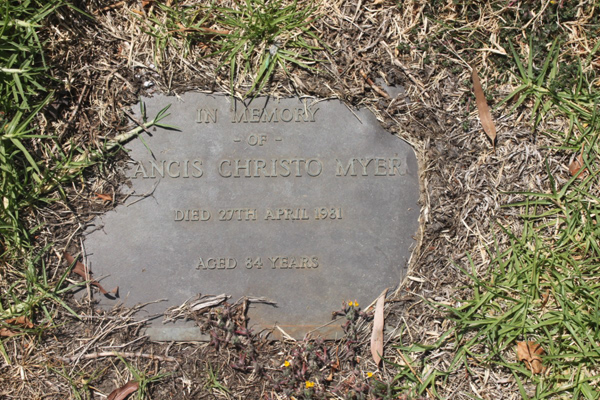 IN MEMORY
- OF -
ANCIS CHRISTO MYER
DIED 27TH APRIL 1981
AGED 84 YEARS